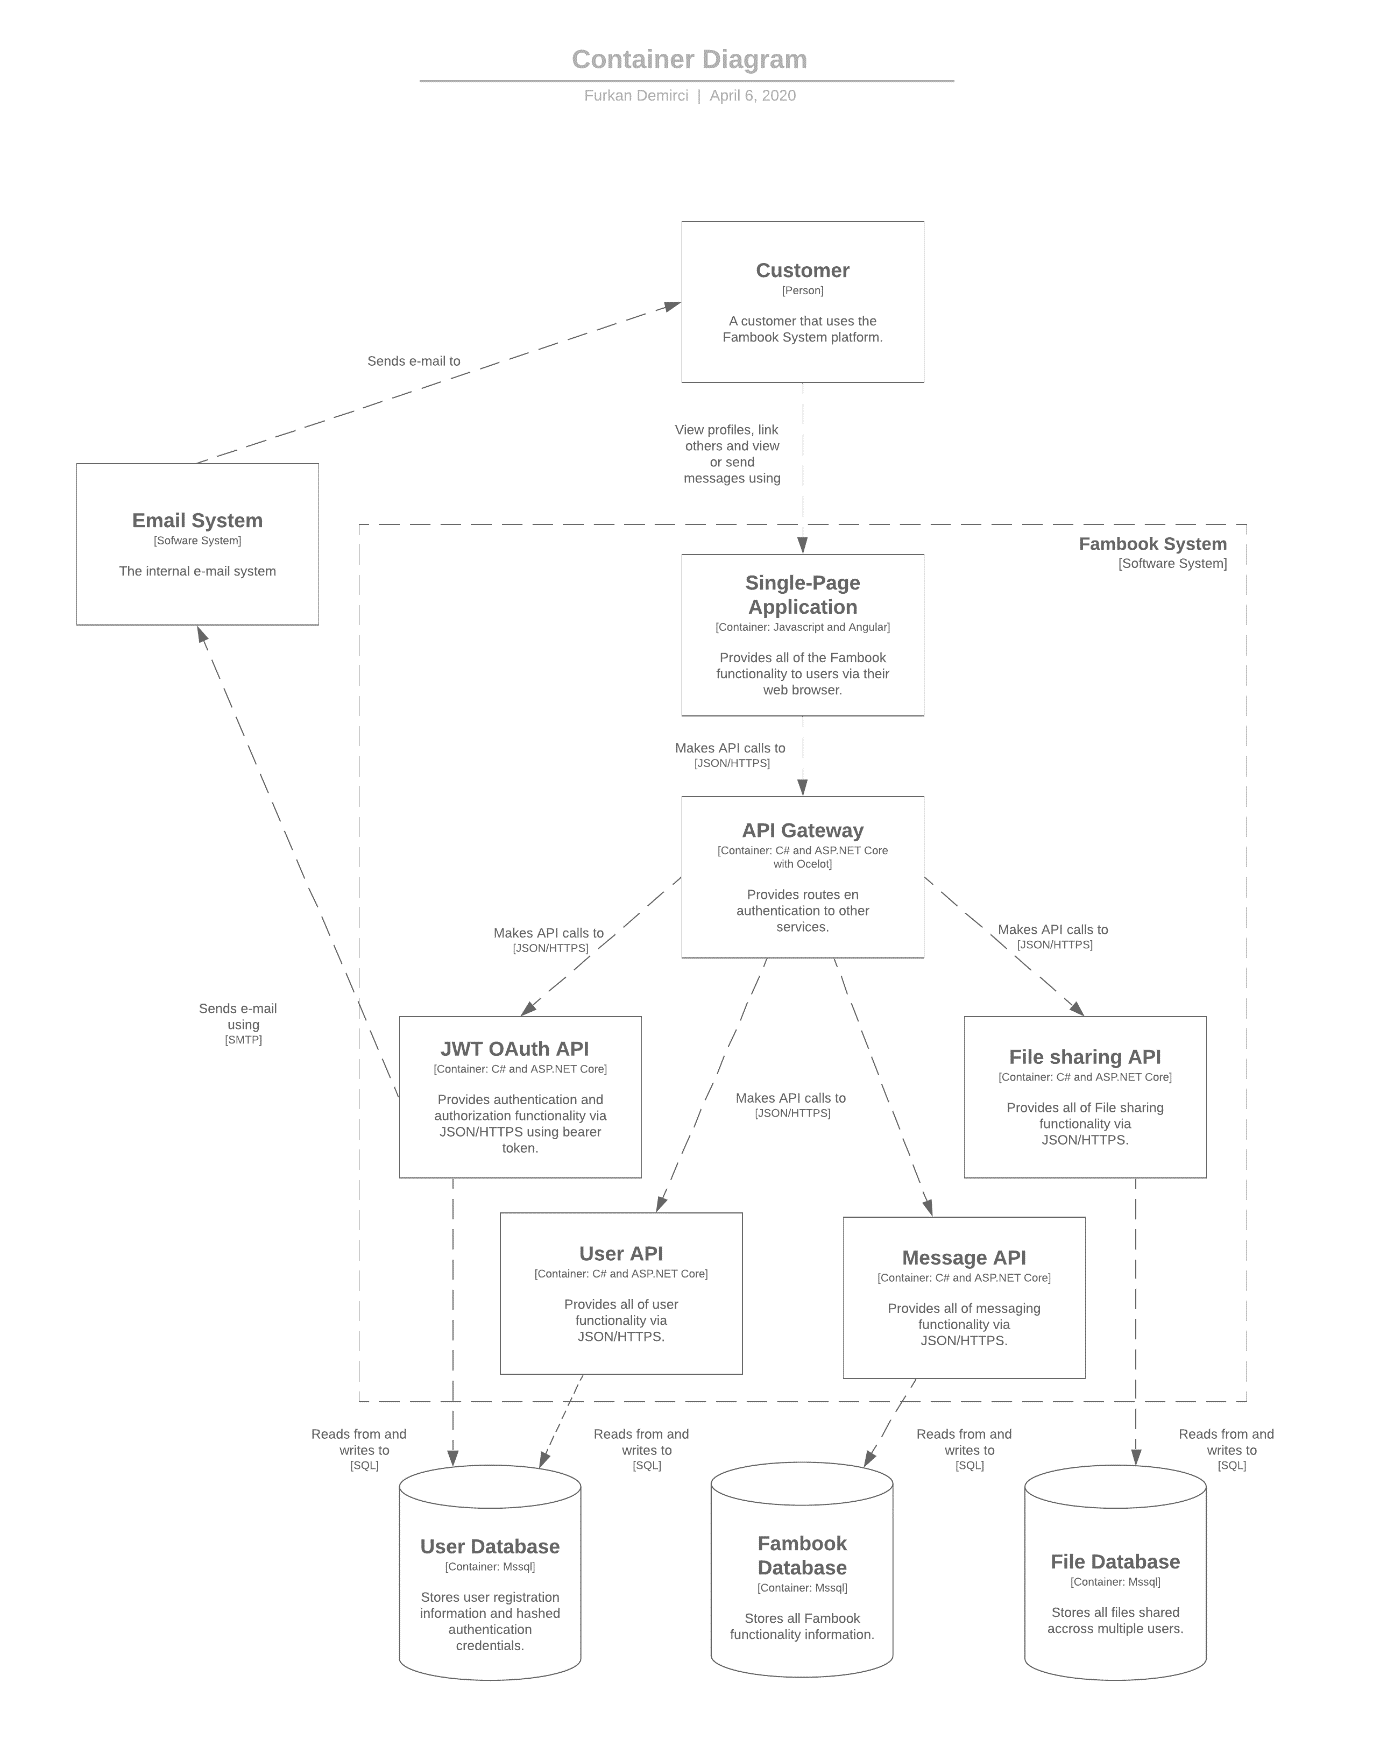 Container Diagram
Furkan Demirci | April 6, 2020
Customer
[Person]
A customer that uses the
Fambook System platform.
Sends e-mail to
View profiles, link
others and view
or send
messages using
Email System
[Sofware System]
The internal e-mail system
Fambook System
[Software System]
Single-Page
Application
[Container: Javascript and Angular]
Provides all of the Fambook
functionality to users via their
web browser.
Makes API calls to
[JSON/HTTPS]
API Gateway
[Container: C# and ASP.NET Core
with Ocelot]
Provides routes en
authentication to other
services.
Makes API calls to
[JSON/HTTPS]
Makes API calls to
[JSON/HTTPS]
Sends e-mail
using
[SMTP]
JWT OAuth API
[Container: C# and ASP.NET Core]
Provides authentication and
authorization functionality via
JSON/HTTPS using bearer
token.
Makes API calls to
[JSON/HTTPS]
File sharing API
[Container: C# and ASP.NET Core]
Provides all of File sharing
functionality via
JSON/HTTPS.
User API
[Container: C# and ASP.NET Core]
Provides all of user
functionality via
JSON/HTTPS.
Message API
[Container: C# and ASP.NET Core]
Provides all of messaging
functionality via
JSON/HTTPS.
Reads from and
writes to
[SQL]
Reads from and
writes to
[SQL]
Reads from and
writes to
[SQL]
Reads from and
writes to
[SQL]
User Database
[Container: Mssql]
Stores user registration
information and hashed
authentication
credentials.
Fambook
Database
[Container: Mssql]
Stores all Fambook
functionality information.
File Database
[Container: Mssql]
Stores all files shared
accross multiple users.